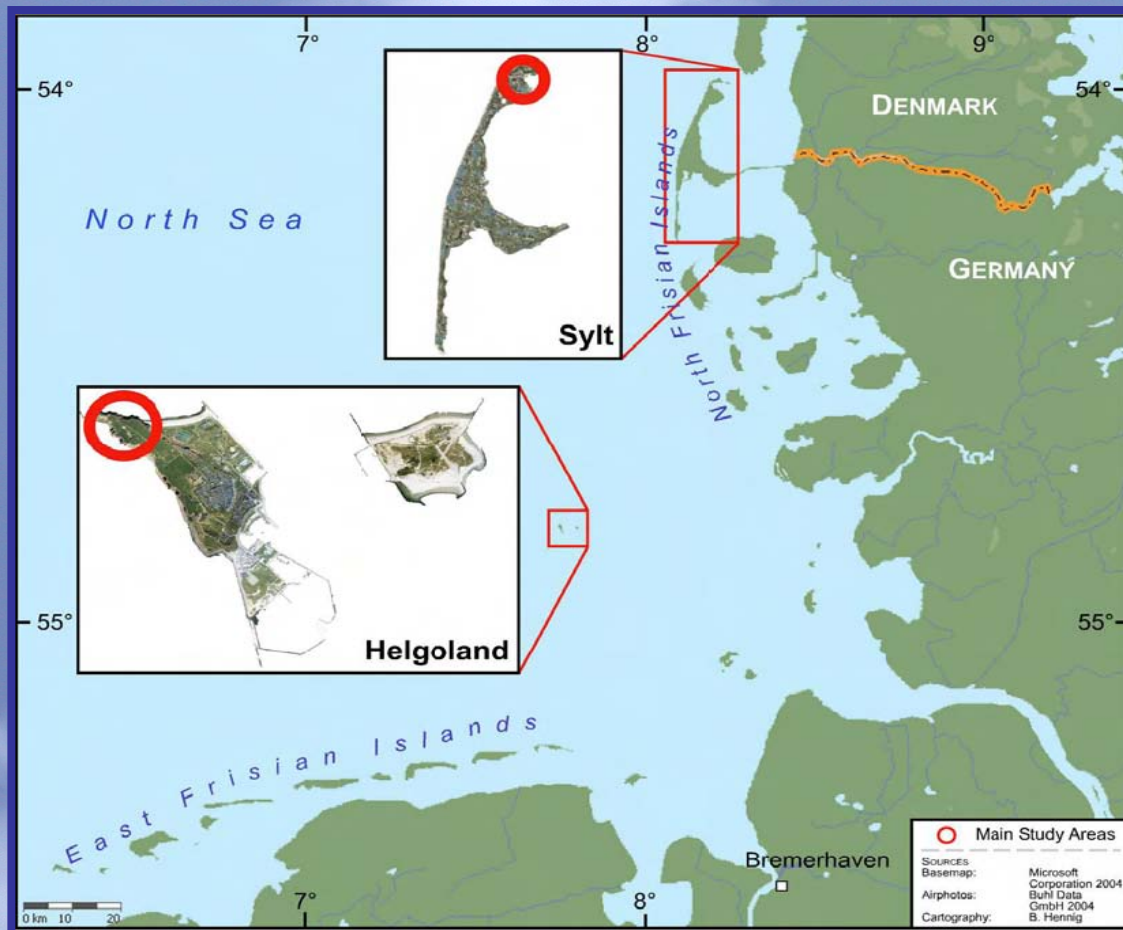 7°
8°
9°
54°
54°
DENMARK
North Sea
North Frisian Islands
GERMANY
Sylt
Helgoland
55°
55°
East Frisian Islands
Bremerhaven
Main Study Areas
SOURCES
Basemap: Microsoft
Corporation 2004
Airphotos: Buhl Data
GmbH 2004
Cartography: B. Hennig
0 km 10 20
7°
8°